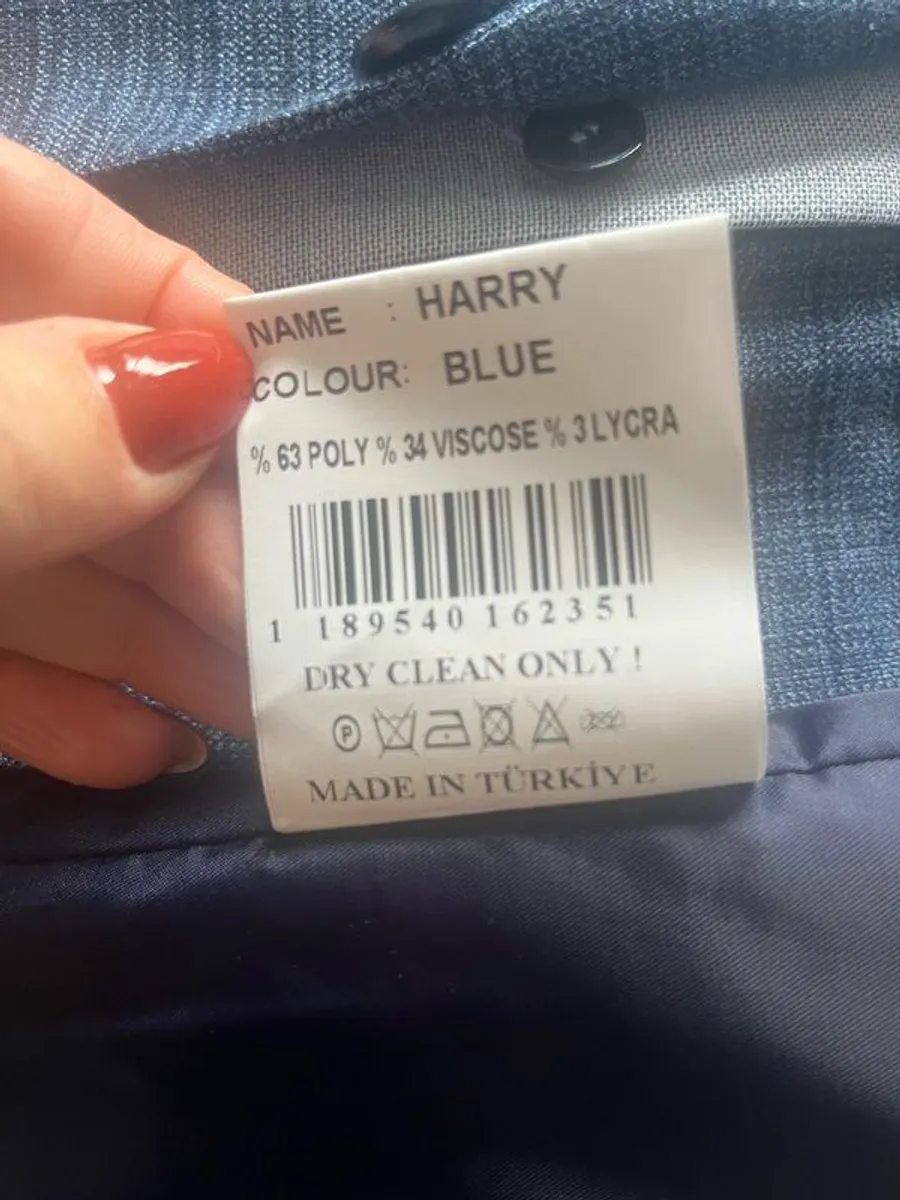 NAME : HARRY
COLOUR: BLUE
% 63 POLY % 34 VISCOSE % 3 LYCRA
1 189540 162351
DRY CLEAN ONLY !
P
MADE IN TÜRKİYE